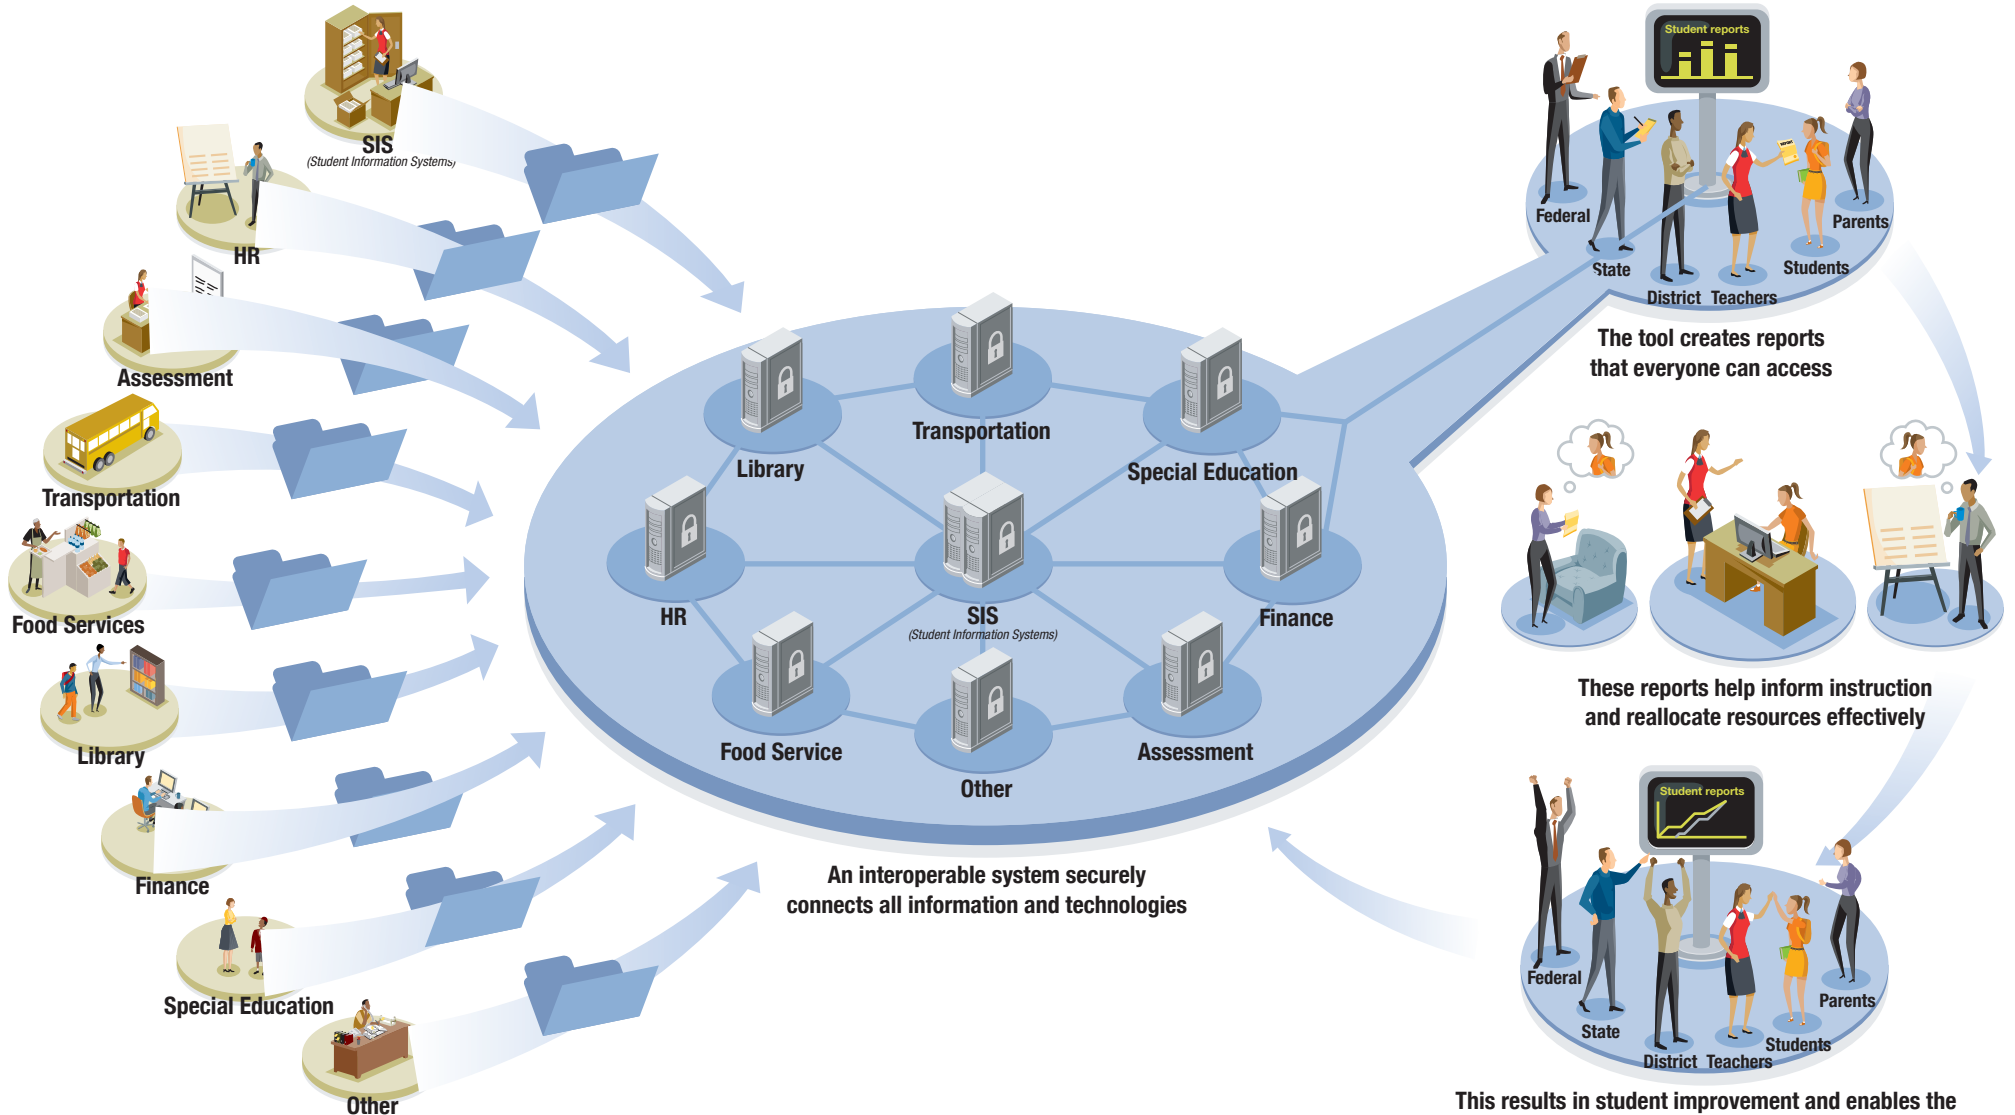 SIS
(Student Information Systems)
HR
Assessment
Transportation
Food Services
Library
Finance
Special Education
Other
Library
Transportation
Special Education
HR
SIS
(Student Information Systems)
Finance
Food Service
Other
Assessment
An interoperable system securely
connects all information and technologies
Student reports
REPORT
Federal
State
District
Teachers
Students
Parents
The tool creates reports
that everyone can access
These reports help inform instruction
and reallocate resources effectively
Student reports
Federal
State
District
Teachers
Students
Parents
This results in student improvement and enables the